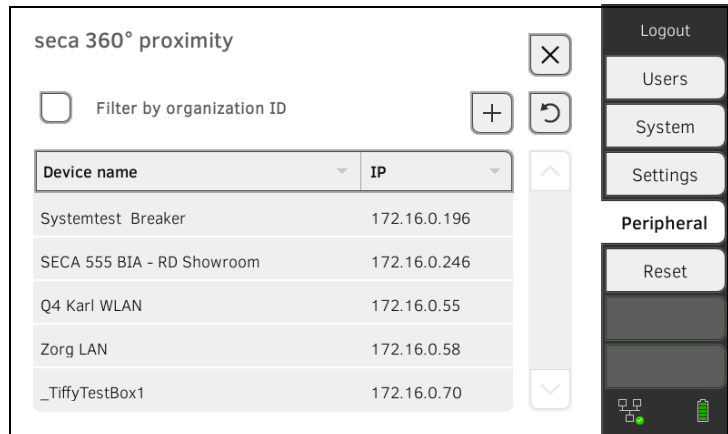 seca 360° proximity
Filter by organization ID
Device name IP
Systemtest Breaker 172.16.0.196
SECA 555 BIA - RD Showroom 172.16.0.246
Q4 Karl WLAN 172.16.0.55
Zorg LAN 172.16.0.58
_TiffyTestBox1 172.16.0.70
Logout
Users
System
Settings
Peripheral
Reset